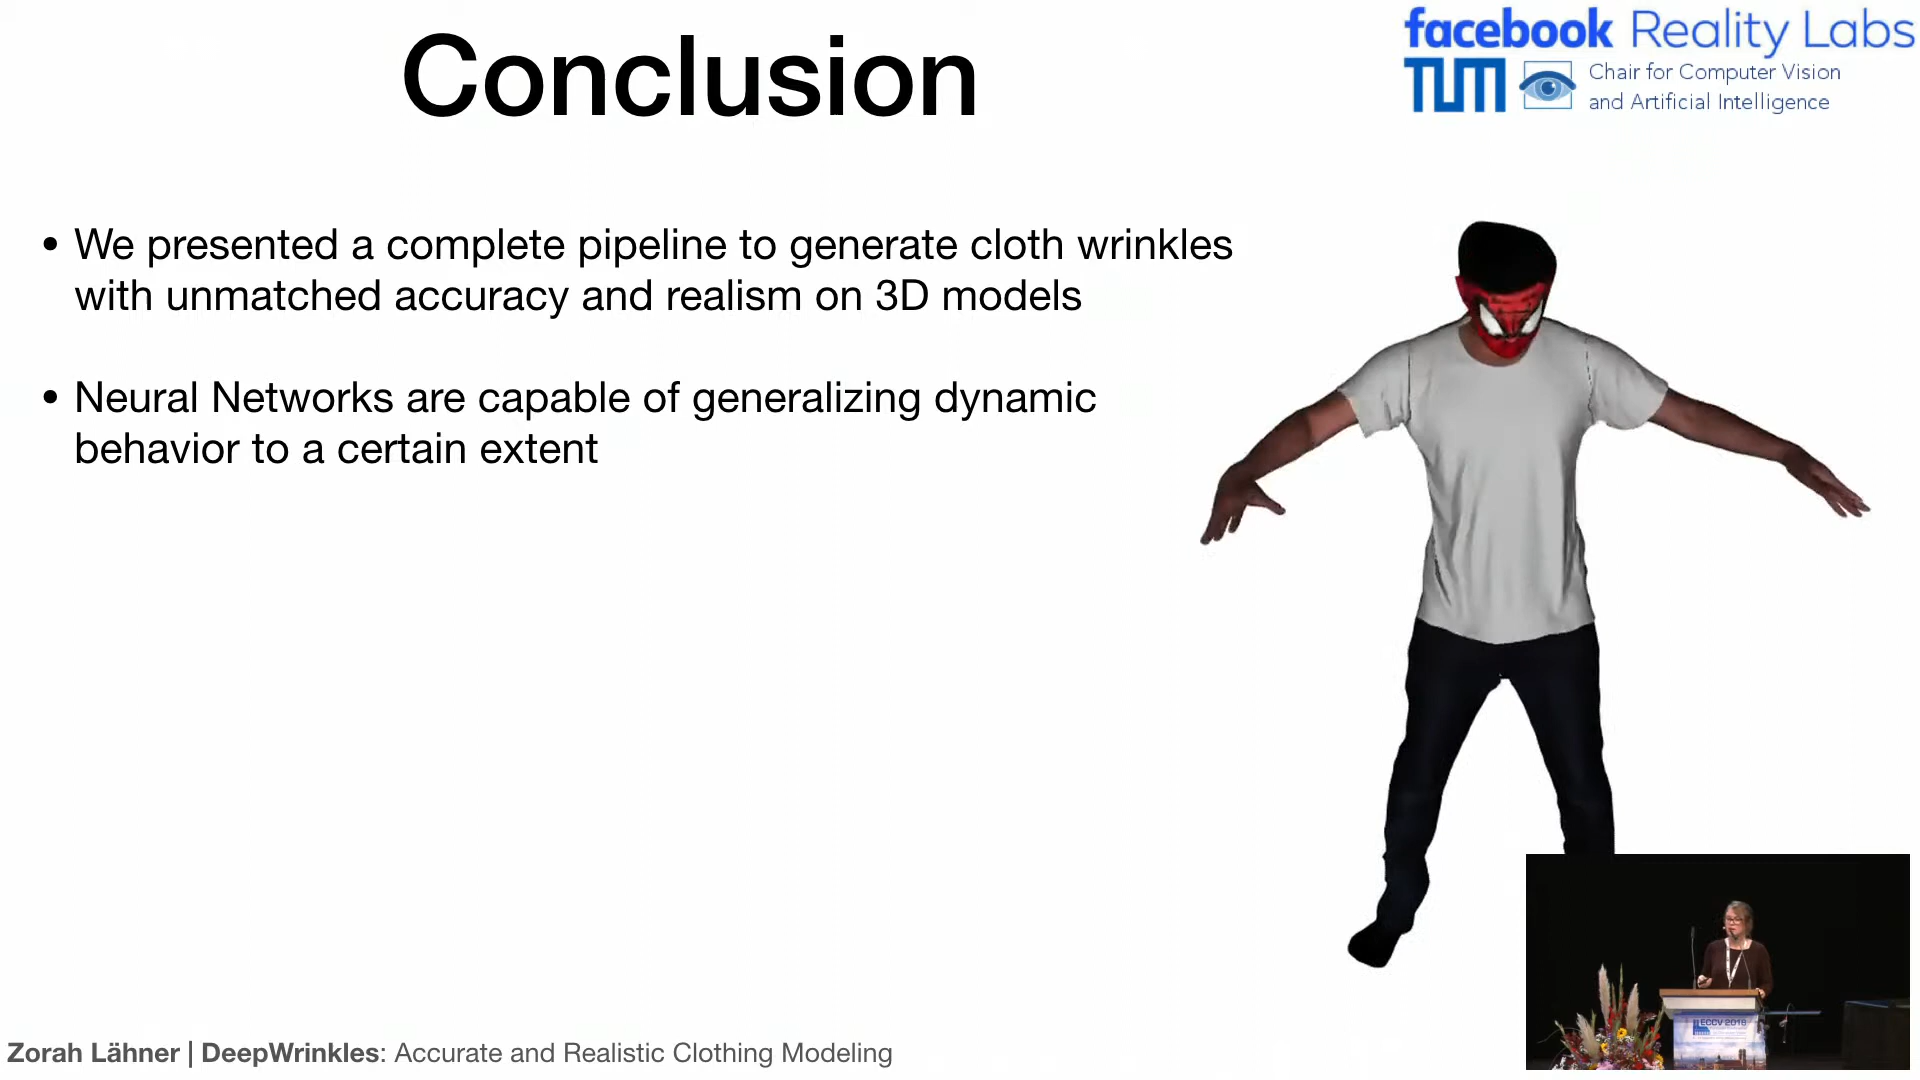 Conclusion
facebook Reality Labs
TUM
Chair for Computer Vision
and Artificial Intelligence
• We presented a complete pipeline to generate cloth wrinkles
with unmatched accuracy and realism on 3D models
• Neural Networks are capable of generalizing dynamic
behavior to a certain extent
ECCV 2018
Zorah Lähner | DeepWrinkles: Accurate and Realistic Clothing Modeling